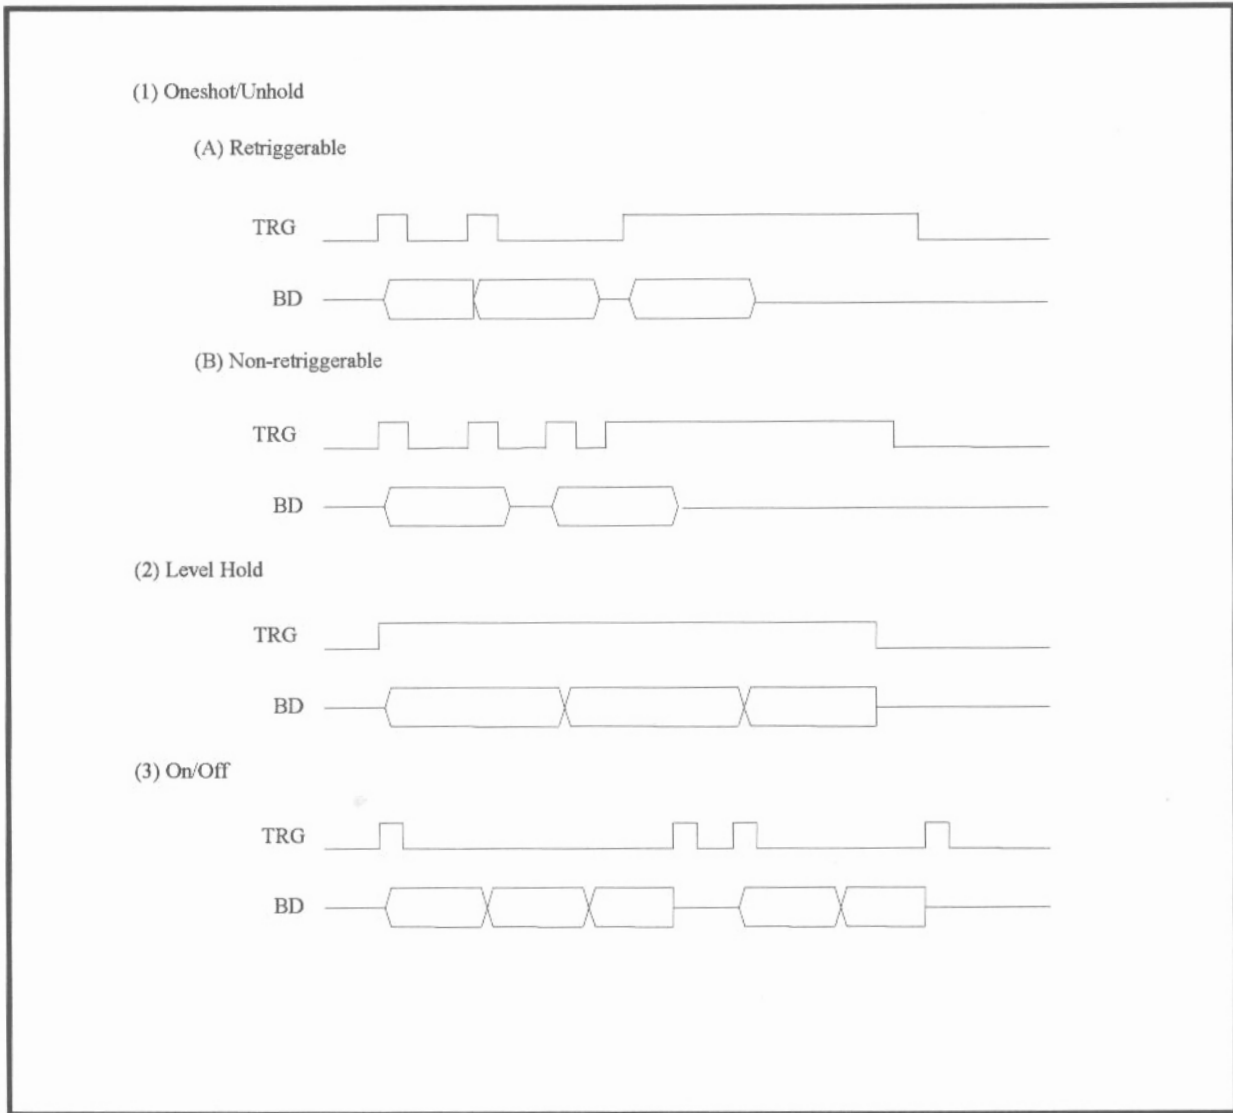 (1) Oneshot/Unhold
(A) Retriggerable
TRG
BD
(B) Non-retriggerable
TRG
BD
(2) Level Hold
TRG
BD
(3) On/Off
TRG
BD